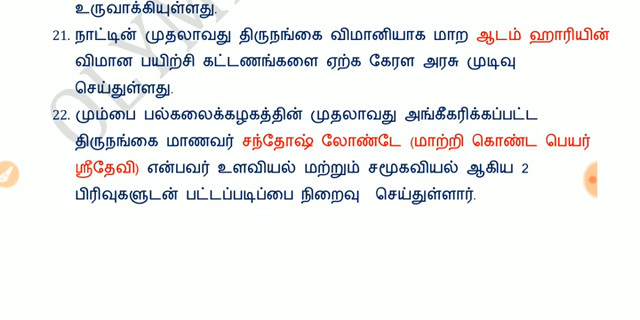 உருவாக்கியுள்ளது.
21. நாட்டின் முதலாவது திருநங்கை விமானியாக மாற ஆடம் ஹாரியின்
விமான பயிற்சி கட்டணங்களை ஏற்க கேரள அரசு முடிவு
செய்துள்ளது.
22. மும்பை பல்கலைக்கழகத்தின் முதலாவது அங்கீகரிக்கப்பட்ட
திருநங்கை மாணவர் சந்தோஷ் லோண்டே (மாற்றி கொண்ட பெயர்
ஸ்ரீதேவி) என்பவர் உளவியல் மற்றும் சமூகவியல் ஆகிய 2
பிரிவுகளுடன் பட்டப்படிப்பை நிறைவு செய்துள்ளார்.